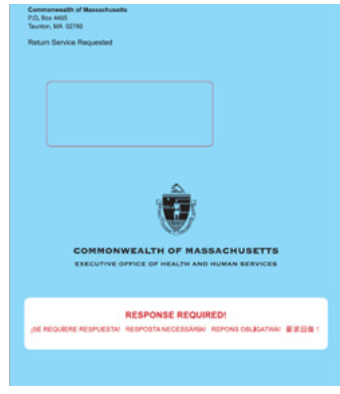 Commonwealth of Massachusetts
P.O. Box 4405
Taunton, MA 02780
Return Service Requested
COMMONWEALTH OF MASSACHUSETTS
EXECUTIVE OFFICE OF HEALTH AND HUMAN SERVICES
RESPONSE REQUIRED!
¡SE REQUIERE RESPUESTA! RESPOSTA NECESSÁRIA! REPONS OBLIGATWA! 要求回復！